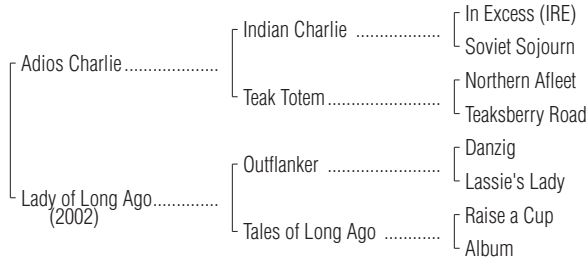 In Excess (IRE)
Indian Charlie ..................
Soviet Sojourn
Adios Charlie....................
Northern Afleet
Teak Totem........................
Teaksberry Road
Danzig
Outflanker ........................
Lassie's Lady
Lady of Long Ago..............
(2002)
Raise a Cup
Tales of Long Ago ............
Album